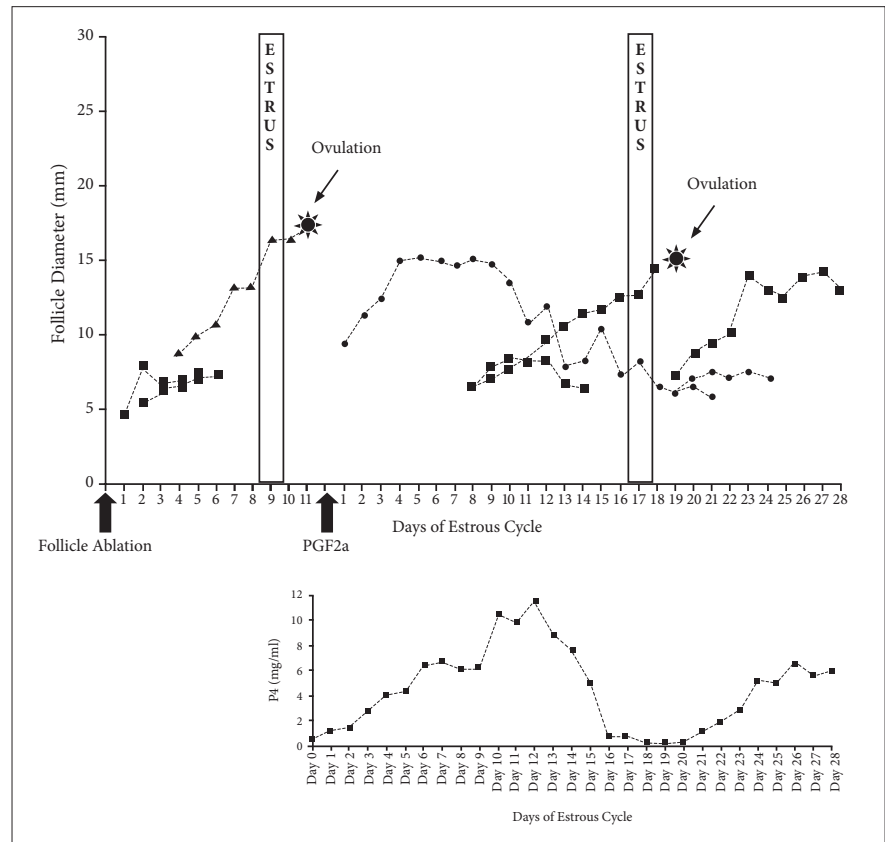 ESTRUS
ESTRUS
Ovulation
Ovulation
Follicle Diameter (mm)
30
25
20
15
10
5
0
1 2 3 4 5 6 7 8 9 10 11 1 2 3 4 5 6 7 8 9 10 11 12 13 14 15 16 17 18 19 20 21 22 23 24 25 26 27 28
Days of Estrous Cycle
Follicle Ablation
PGF2a
P4 (mg/ml)
12
10
8
6
4
2
0
Day 0
Day 1
Day 2
Day 3
Day 4
Day 5
Day 6
Day 7
Day 8
Day 9
Day 10
Day 11
Day 12
Day 13
Day 14
Day 15
Day 16
Day 17
Day 18
Day 19
Day 20
Day 21
Day 22
Day 23
Day 24
Day 25
Day 26
Day 27
Day 28
Days of Estrous Cycle